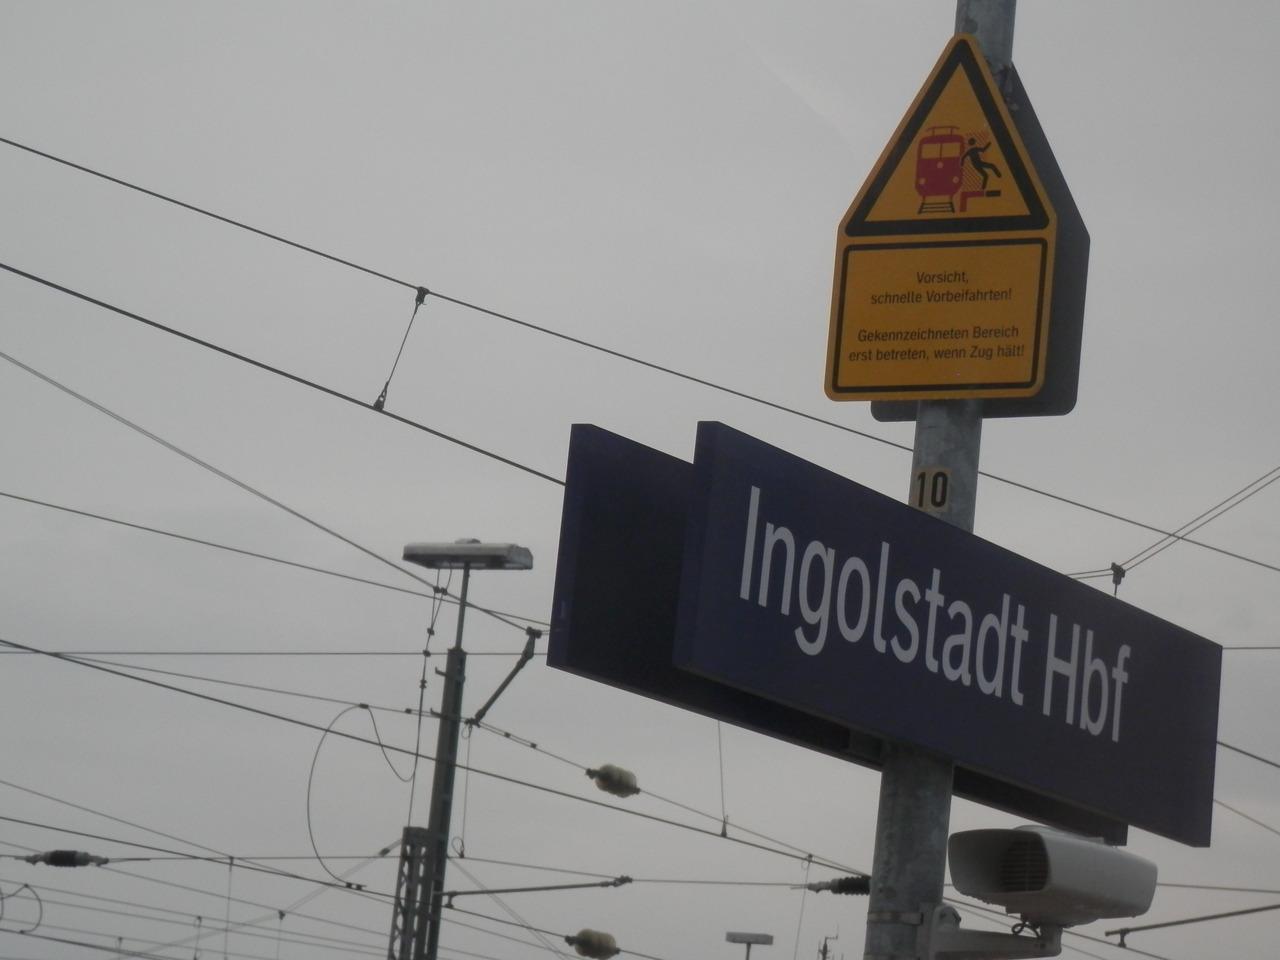 Vorsicht,
schnelle Vorbeifahrten!
Gekennzeichneten Bereich
erst betreten, wenn Zug hält!
10
Ingolstadt Hbf